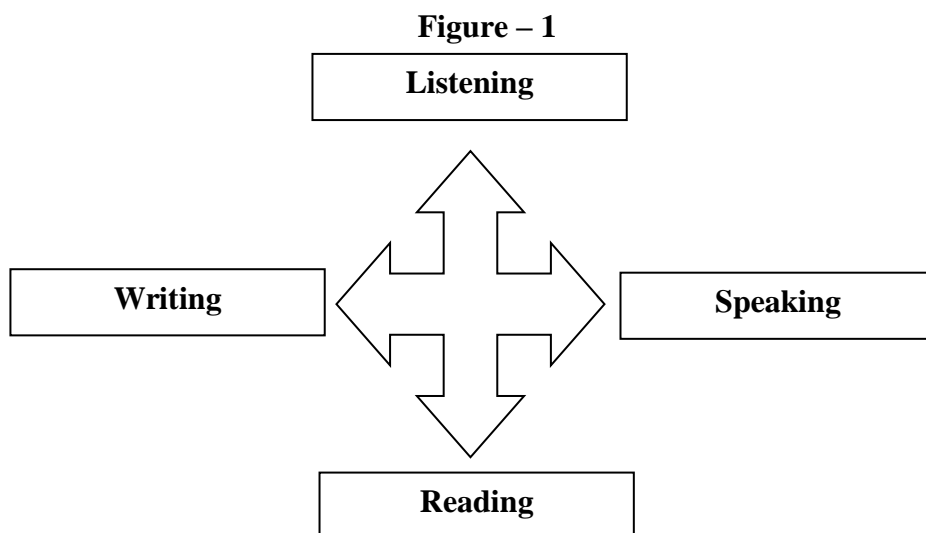 Figure – 1
Listening
Writing
Speaking
Reading